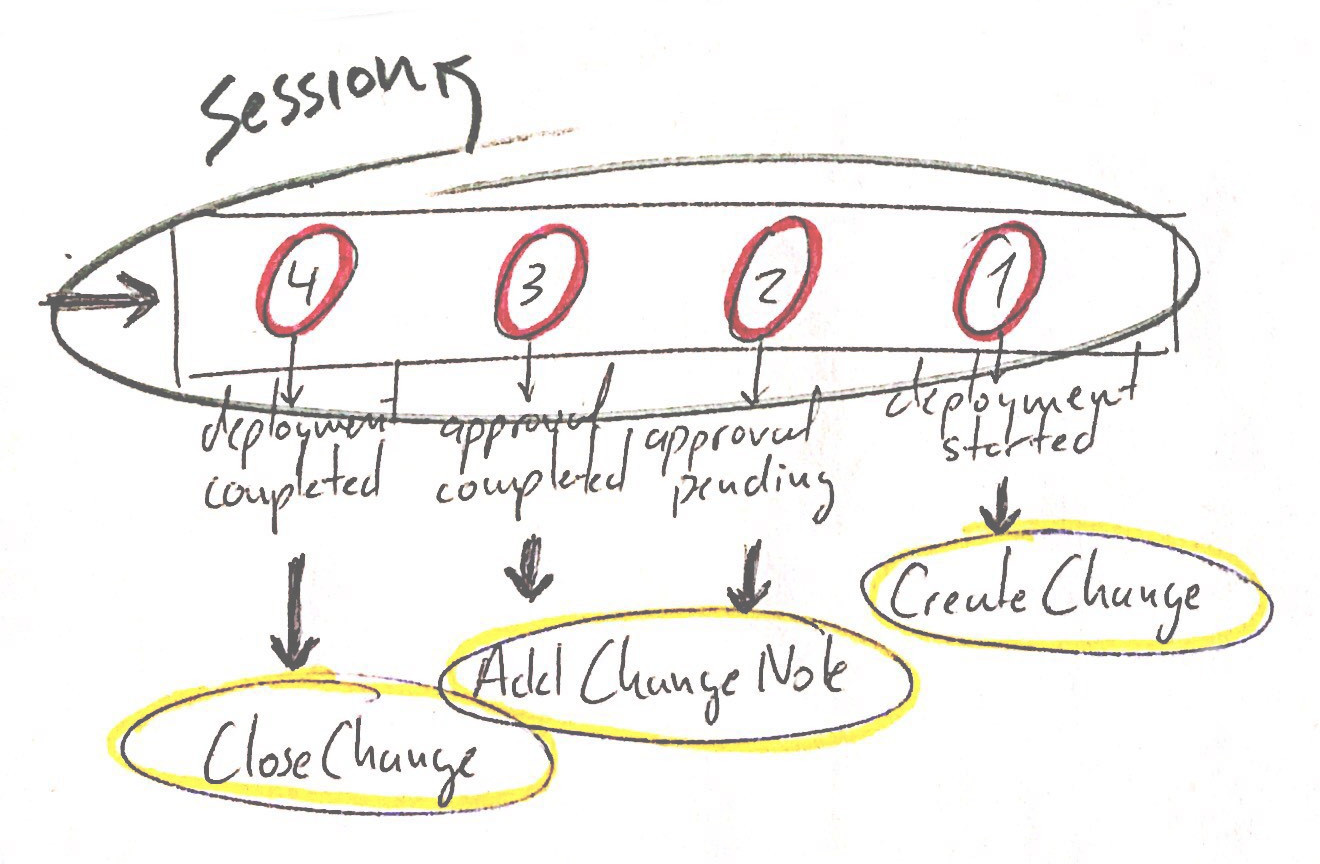 Session
4
3
2
1
deployment
completed
approval
completed
approval
pending
deployment
started
Create Change
Add Change Note
Close Change